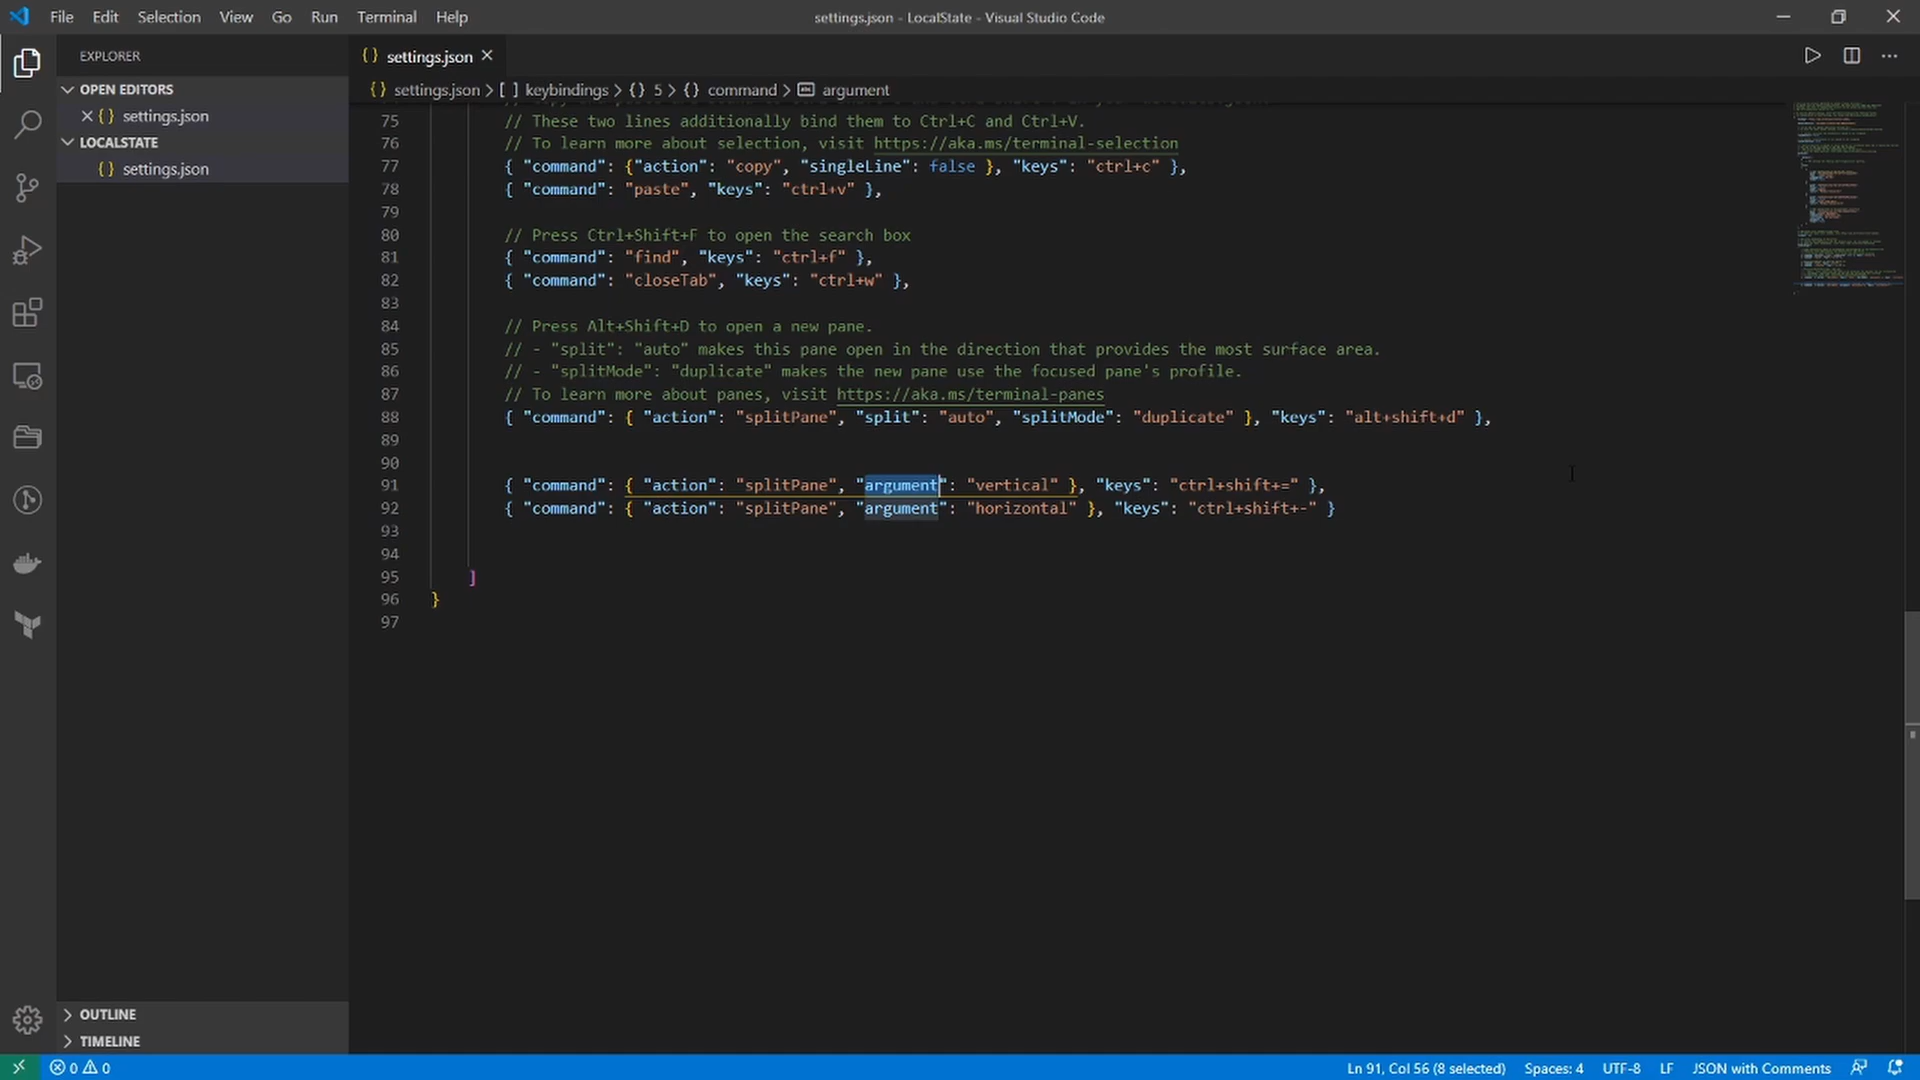 File Edit Selection View Go Run Terminal Help
settings.json - LocalState - Visual Studio Code
EXPLORER
OPEN EDITORS
{} settings.json
LOCALSTATE
{} settings.json
OUTLINE
TIMELINE
{} settings.json
{} settings.json > [ ] keybindings > {} 5 > {} command > argument
75 // These two lines additionally bind them to Ctrl+C and Ctrl+V.
76 // To learn more about selection, visit https://aka.ms/terminal-selection
77 { "command": {"action": "copy", "singleLine": false }, "keys": "ctrl+c" },
78 { "command": "paste", "keys": "ctrl+v" },
79
80 // Press Ctrl+Shift+F to open the search box
81 { "command": "find", "keys": "ctrl+f" },
82 { "command": "closeTab", "keys": "ctrl+w" },
83
84 // Press Alt+Shift+D to open a new pane.
85 // - "split": "auto" makes this pane open in the direction that provides the most surface area.
86 // - "splitMode": "duplicate" makes the new pane use the focused pane's profile.
87 // To learn more about panes, visit https://aka.ms/terminal-panes
88 { "command": { "action": "splitPane", "split": "auto", "splitMode": "duplicate" }, "keys": "alt+shift+d" },
89
90
91 { "command": { "action": "splitPane", "argument": "vertical" }, "keys": "ctrl+shift+=" },
92 { "command": { "action": "splitPane", "argument": "horizontal" }, "keys": "ctrl+shift+-" }
93
94
95 ]
96 }
97
0 0
Ln 91, Col 56 (8 selected) Spaces: 4 UTF-8 LF JSON with Comments